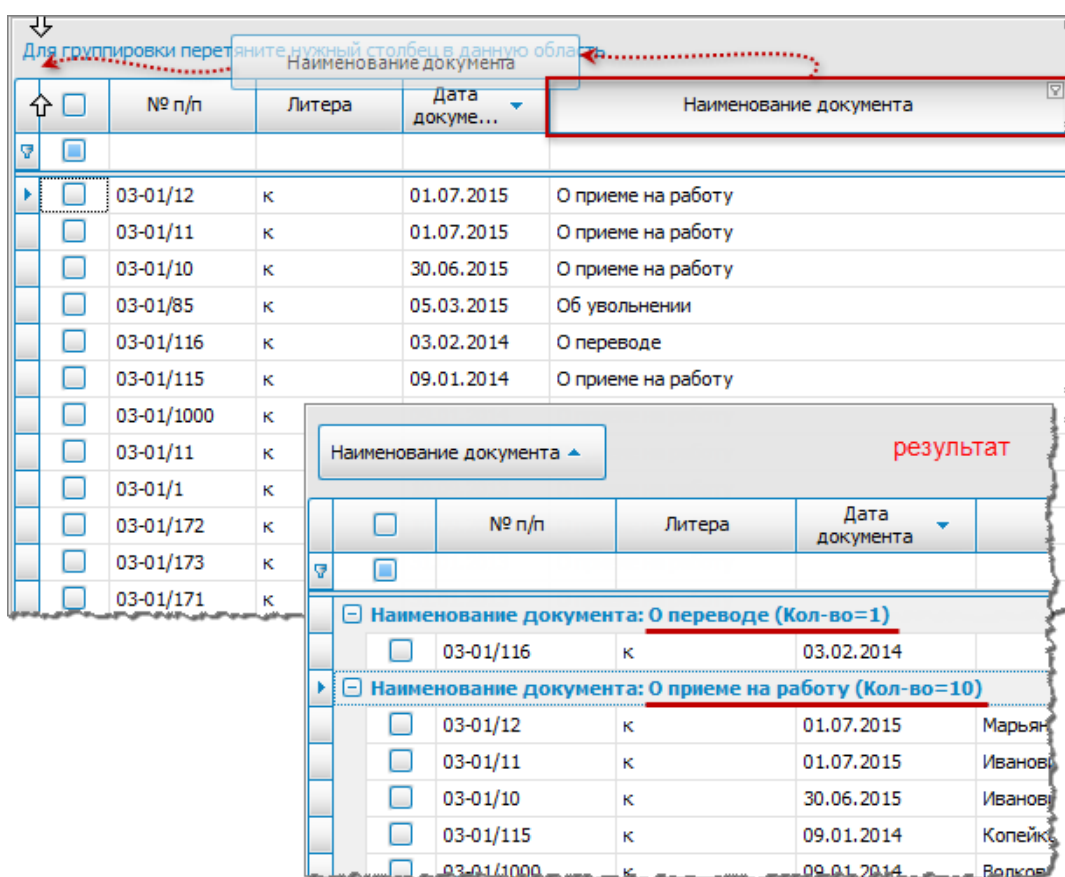 Для группировки перетяните нужный столбец в данную область
Наименование документа
№ п/п Литера Дата докуме... Наименование документа
03-01/12 к 01.07.2015 О приеме на работу
03-01/11 к 01.07.2015 О приеме на работу
03-01/10 к 30.06.2015 О приеме на работу
03-01/85 к 05.03.2015 Об увольнении
03-01/116 к 03.02.2014 О переводе
03-01/115 к 09.01.2014 О приеме на работу
03-01/1000 к
03-01/11 к
03-01/1 к
03-01/172 к
03-01/173 к
03-01/171 к
Наименование документа результат
№ п/п Литера Дата документа
Наименование документа: О переводе (Кол-во=1)
03-01/116 к 03.02.2014
Наименование документа: О приеме на работу (Кол-во=10)
03-01/12 к 01.07.2015 Марьян
03-01/11 к 01.07.2015 Иванов
03-01/10 к 30.06.2015 Иванов
03-01/115 к 09.01.2014 Копейк
03-01/1000 к 09.01.2014 Волков